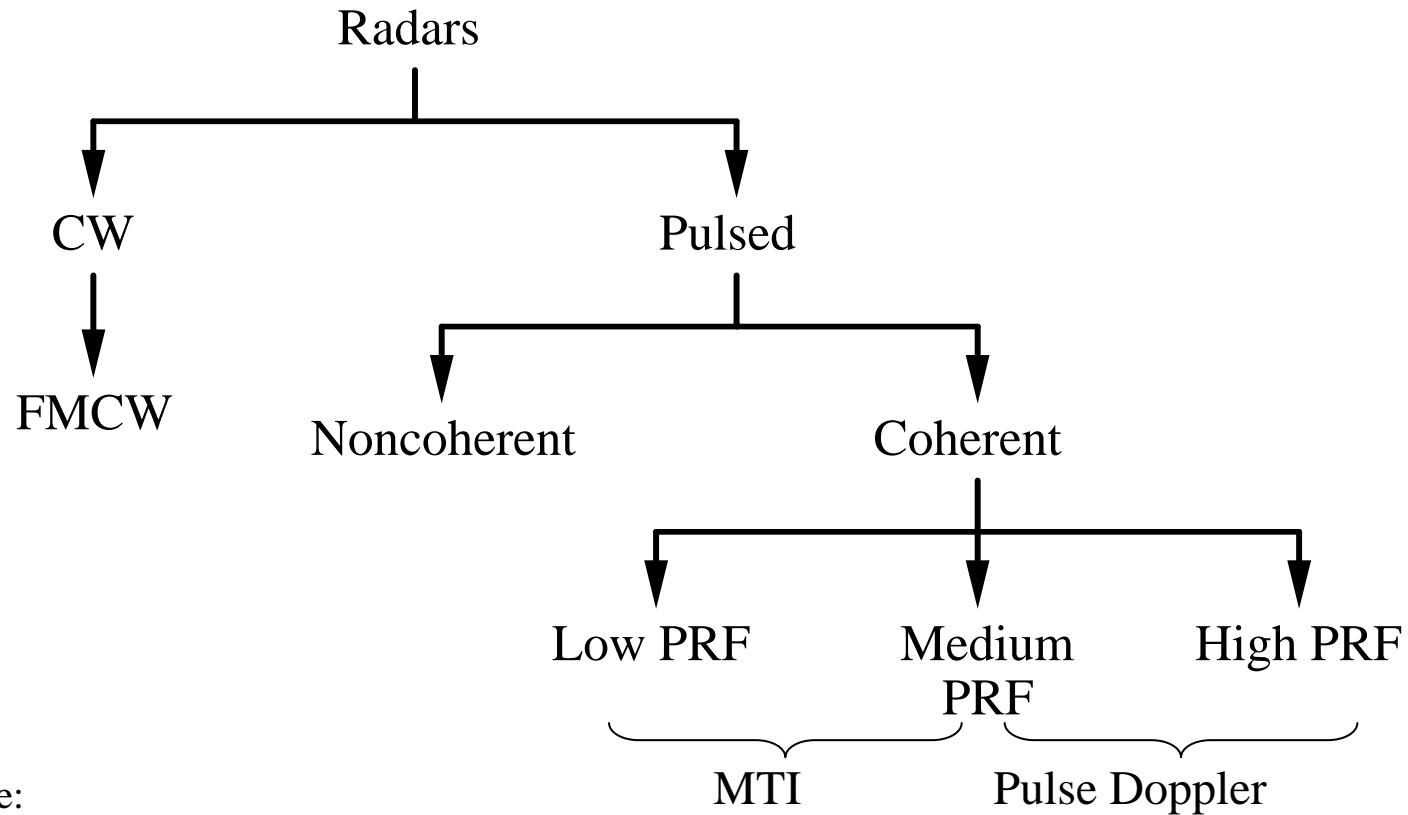 Radars
CW
Pulsed
FMCW
Noncoherent
Coherent
Low PRF
Medium
PRF
High PRF
MTI
Pulse Doppler
e: